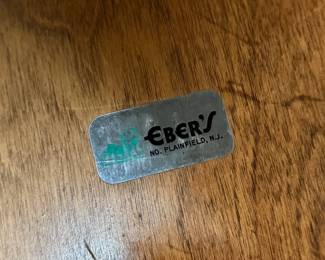 EBER'S
NO. PLAINFIELD, N.J.